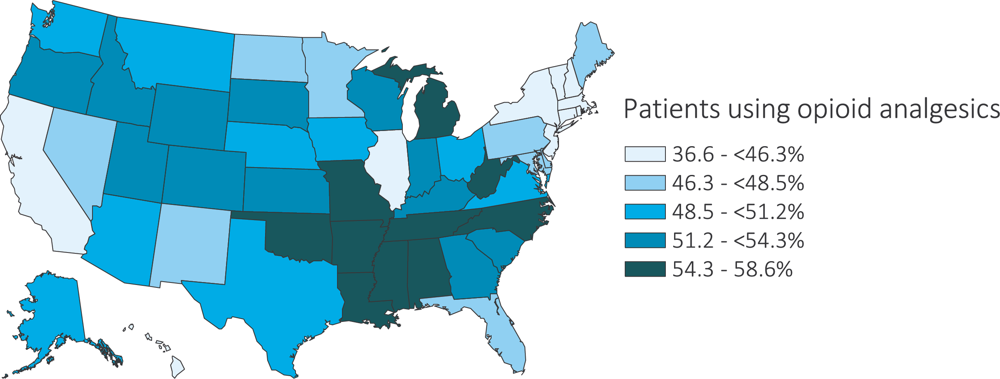 Patients using opioid analgesics
36.6 - <46.3%
46.3 - <48.5%
48.5 - <51.2%
51.2 - <54.3%
54.3 - 58.6%